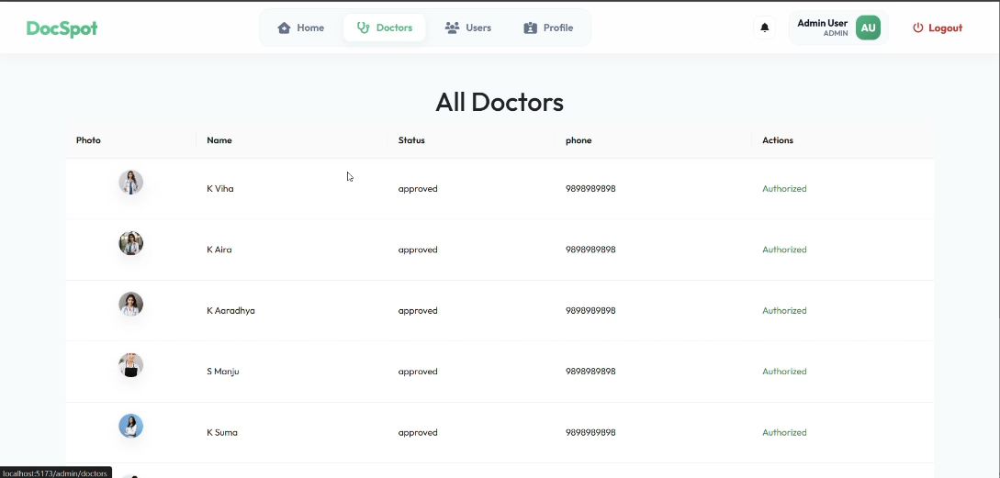 DocSpot
Home Doctors Users Profile
Admin User
ADMIN
AU
Logout
All Doctors
Photo Name Status phone Actions
K Viha approved 9898989898 Authorized
K Aira approved 9898989898 Authorized
K Aaradhya approved 9898989898 Authorized
S Manju approved 9898989898 Authorized
K Suma approved 9898989898 Authorized
localhost:5173/admin/doctors